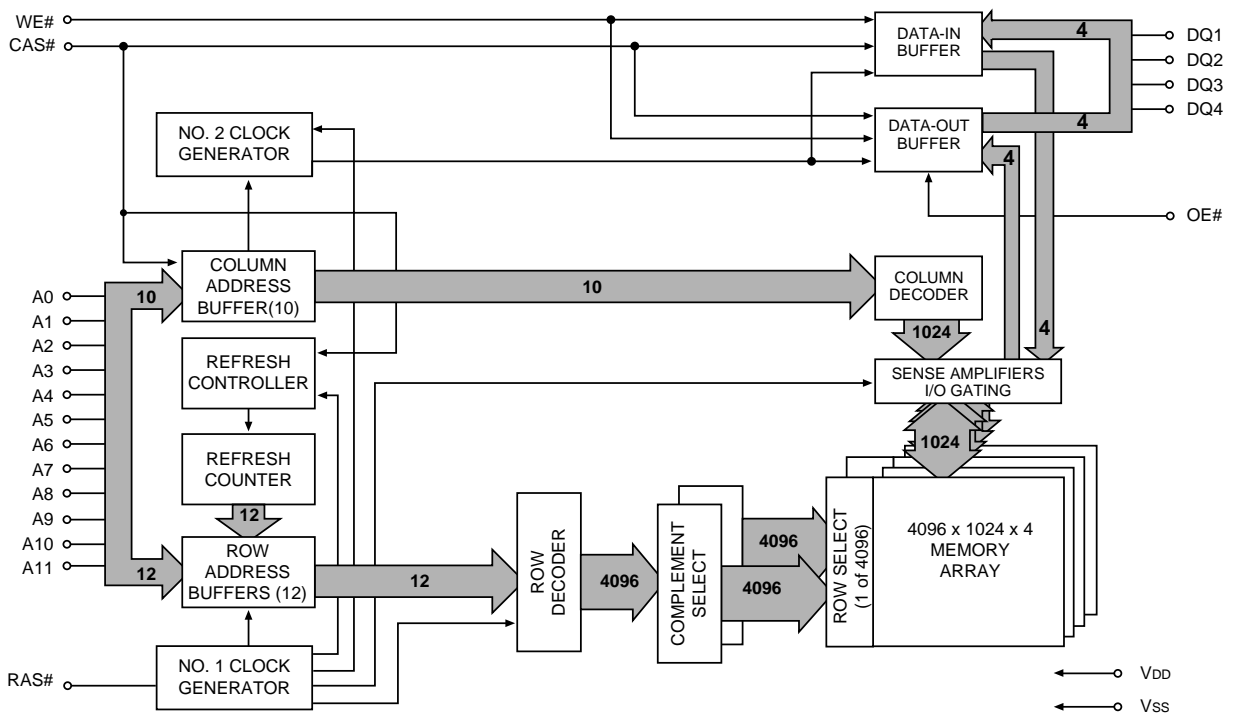 WE#
CAS#
DATA-IN
BUFFER
4
DQ1
DQ2
DQ3
DQ4
NO. 2 CLOCK
GENERATOR
DATA-OUT
BUFFER
4
4
OE#
COLUMN
ADDRESS
BUFFER(10)
10
10
COLUMN
DECODER
1024
4
A0
A1
A2
A3
A4
A5
A6
A7
A8
A9
A10
A11
REFRESH
CONTROLLER
SENSE AMPLIFIERS
I/O GATING
1024
REFRESH
COUNTER
12
ROW
ADDRESS
BUFFERS (12)
12
12
ROW
DECODER
4096
COMPLEMENT
SELECT
4096
4096
ROW SELECT
(1 of 4096)
4096 x 1024 x 4
MEMORY
ARRAY
RAS#
NO. 1 CLOCK
GENERATOR
VDD
VSS